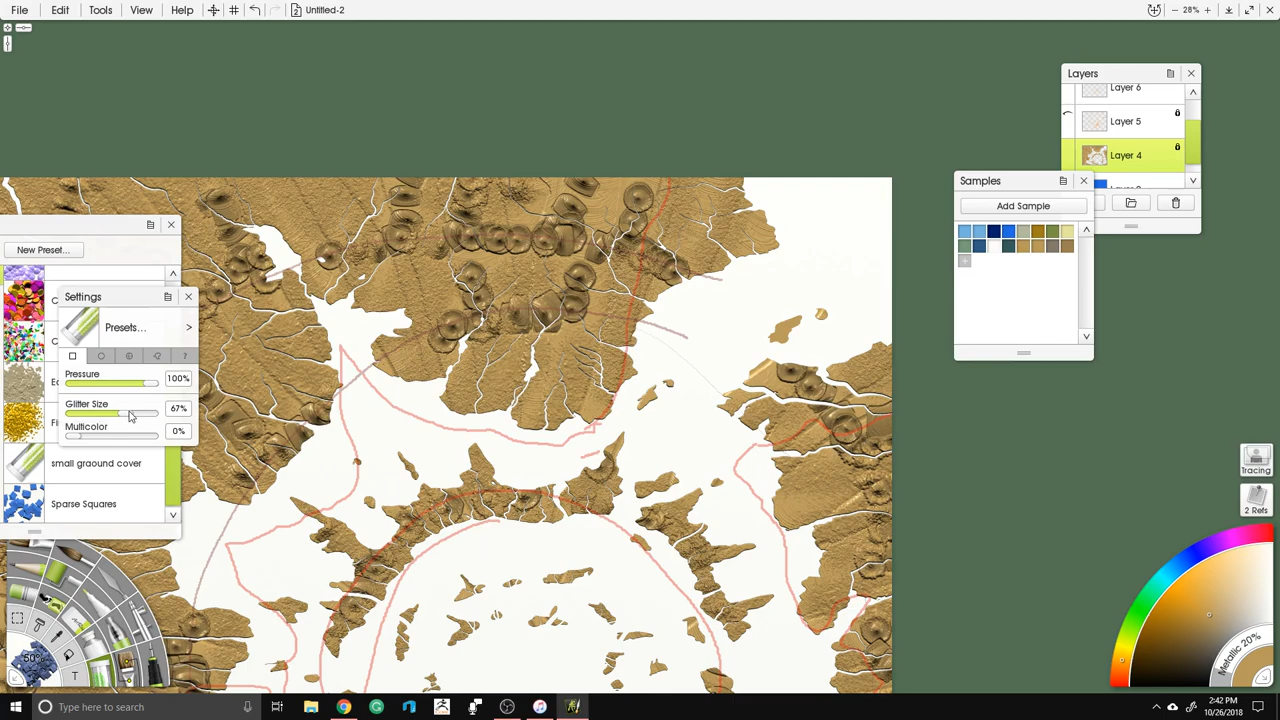 File Edit Tools View Help Untitled-2 28%
Layers
Layer 6
Layer 5
Layer 4
Samples
Add Sample
New Preset...
Settings
Presets...
?
Pressure
100%
Glitter Size
67%
Multicolor
0%
small graound cover
Sparse Squares
50%
T
Tracing
2 Refs
Metallic 20%
Type here to search
2:42 PM
10/26/2018